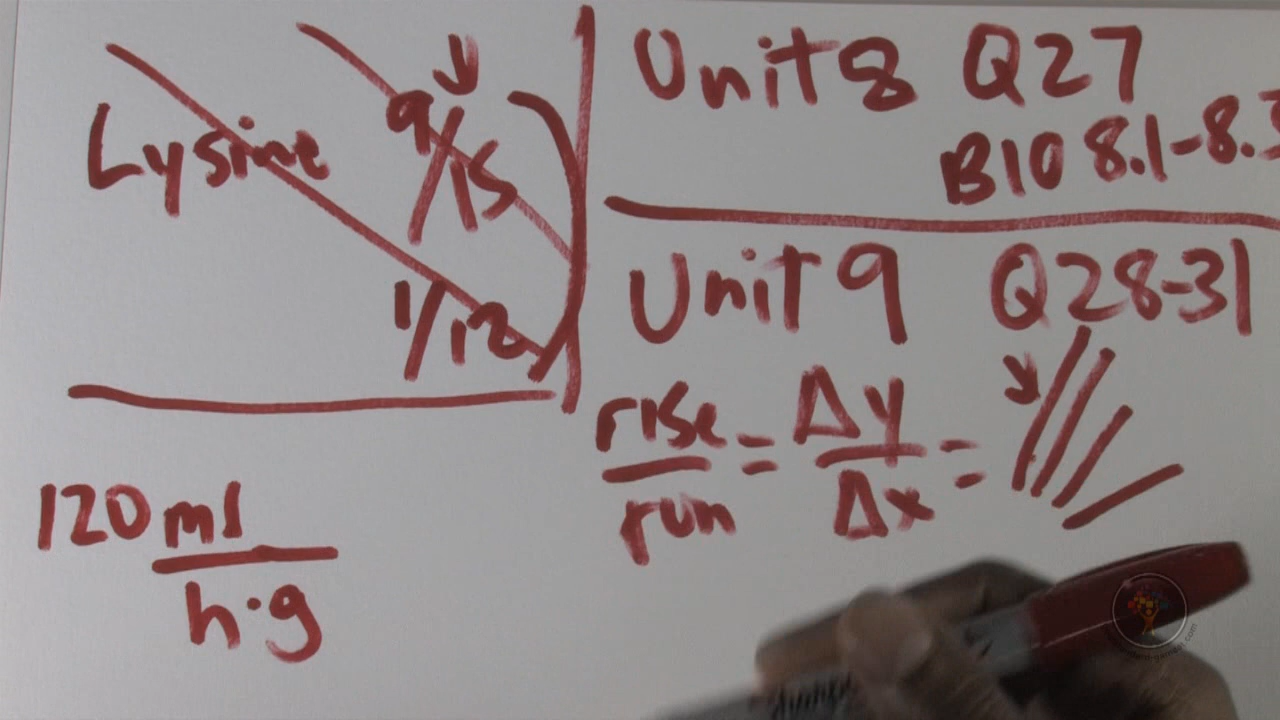 Lysine
9/15
1/12
120 ml
h·g
Unit 8 Q27
B10 8.1-8.3
Unit 9 Q28-31
rise = Δy =
run Δx